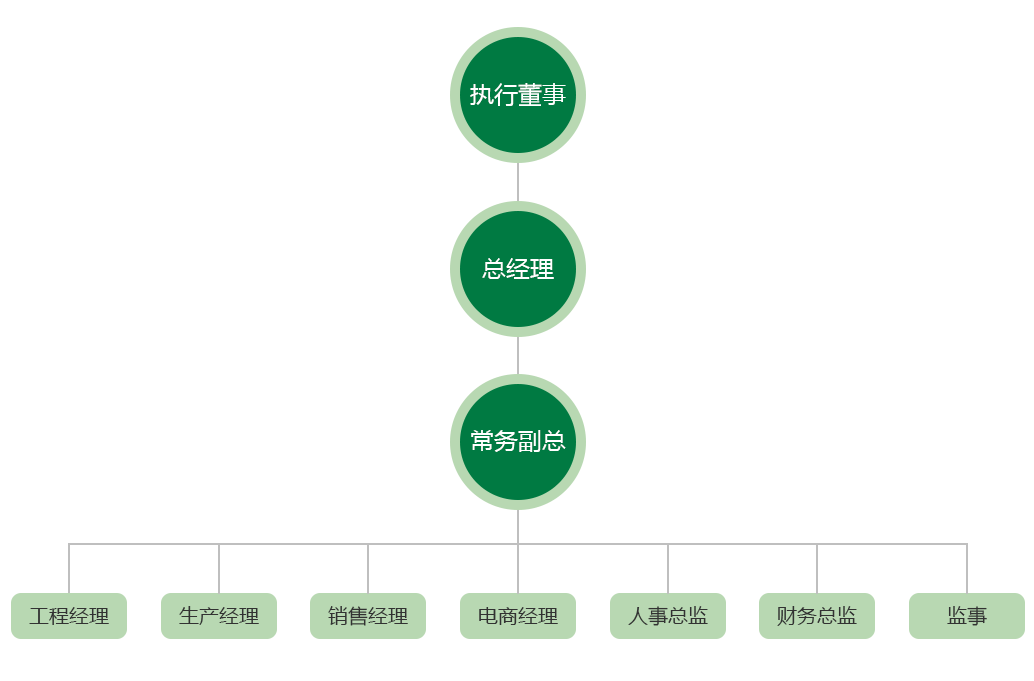 执行董事
总经理
常务副总
工程经理
生产经理
销售经理
电商经理
人事总监
财务总监
监事